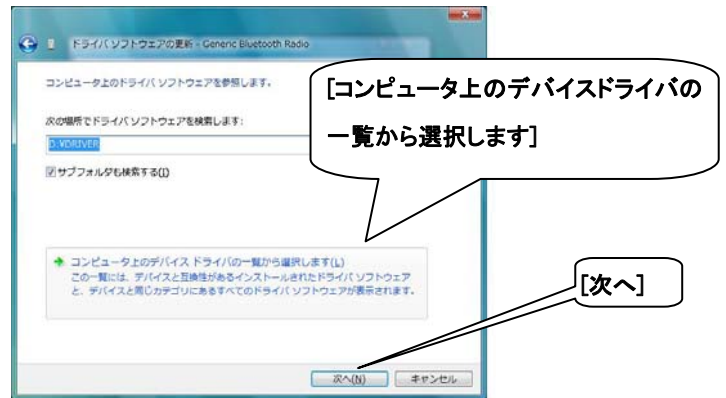 ドライバ ソフトウェアの更新 - Generic Bluetooth Radio
コンピュータ上のドライバ ソフトウェアを参照します。
次の場所でドライバ ソフトウェアを検索します:
D:¥DRIVER
サブフォルダも検索する(I)
[コンピュータ上のデバイスドライバの
一覧から選択します]
コンピュータ上のデバイス ドライバの一覧から選択します(L)
この一覧には、デバイスと互換性があるインストールされたドライバ ソフトウェア
と、デバイスと同じカテゴリにあるすべてのドライバ ソフトウェアが表示されます。
[次へ]
次へ(N)
キャンセル